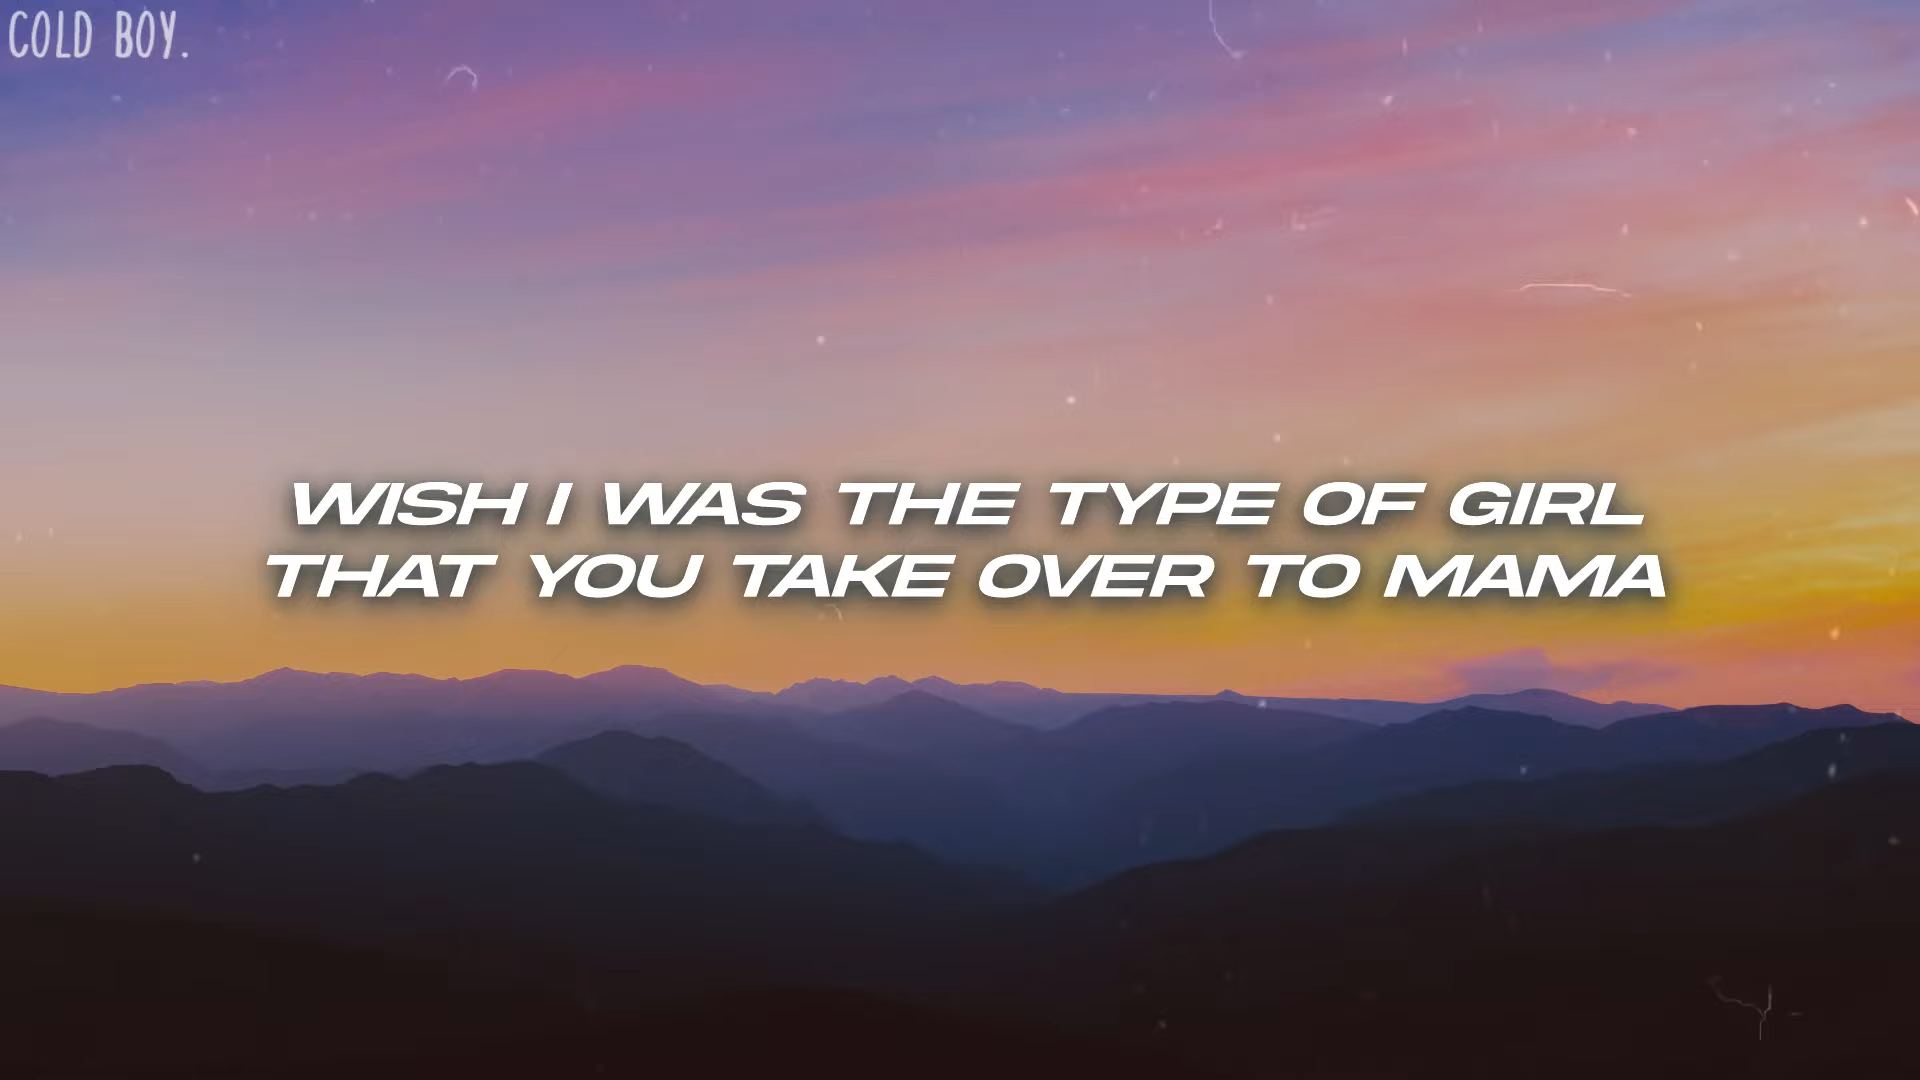 COLD BOY.
WISH I WAS THE TYPE OF GIRL
THAT YOU TAKE OVER TO MAMA